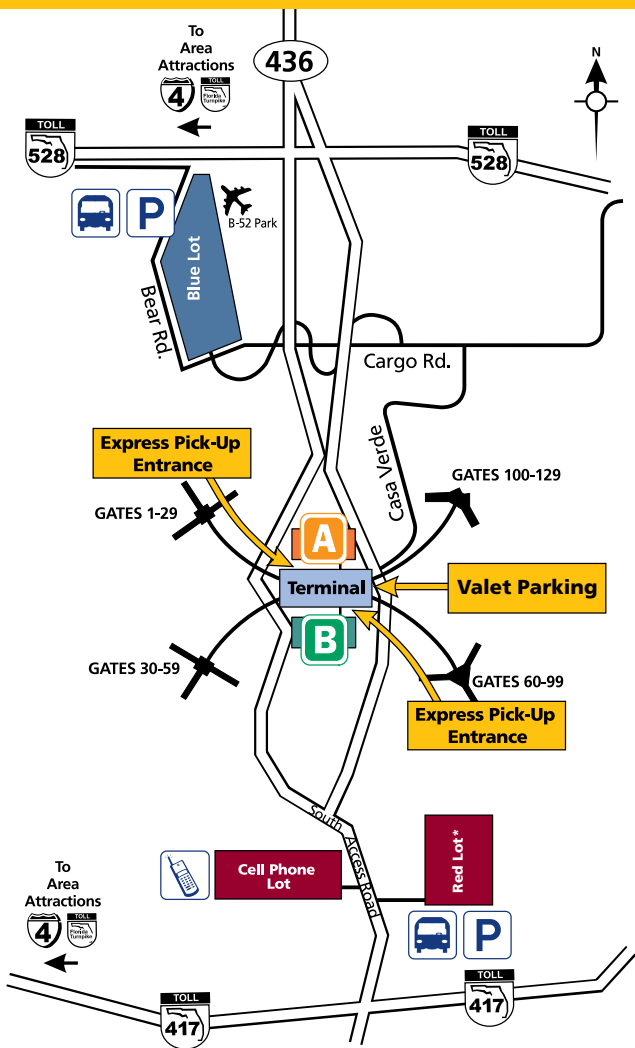 To
Area
Attractions
4
TOLL
Florida
Turnpike
436
N
TOLL
528
TOLL
528
P
B-52 Park
Blue Lot
Bear Rd.
Cargo Rd.
Casa Verde
Express Pick-Up
Entrance
GATES 100-129
GATES 1-29
A
Terminal
Valet Parking
B
GATES 30-59
GATES 60-99
Express Pick-Up
Entrance
South Access Road
Cell Phone
Lot
Red Lot*
P
To
Area
Attractions
4
TOLL
Florida
Turnpike
TOLL
417
TOLL
417